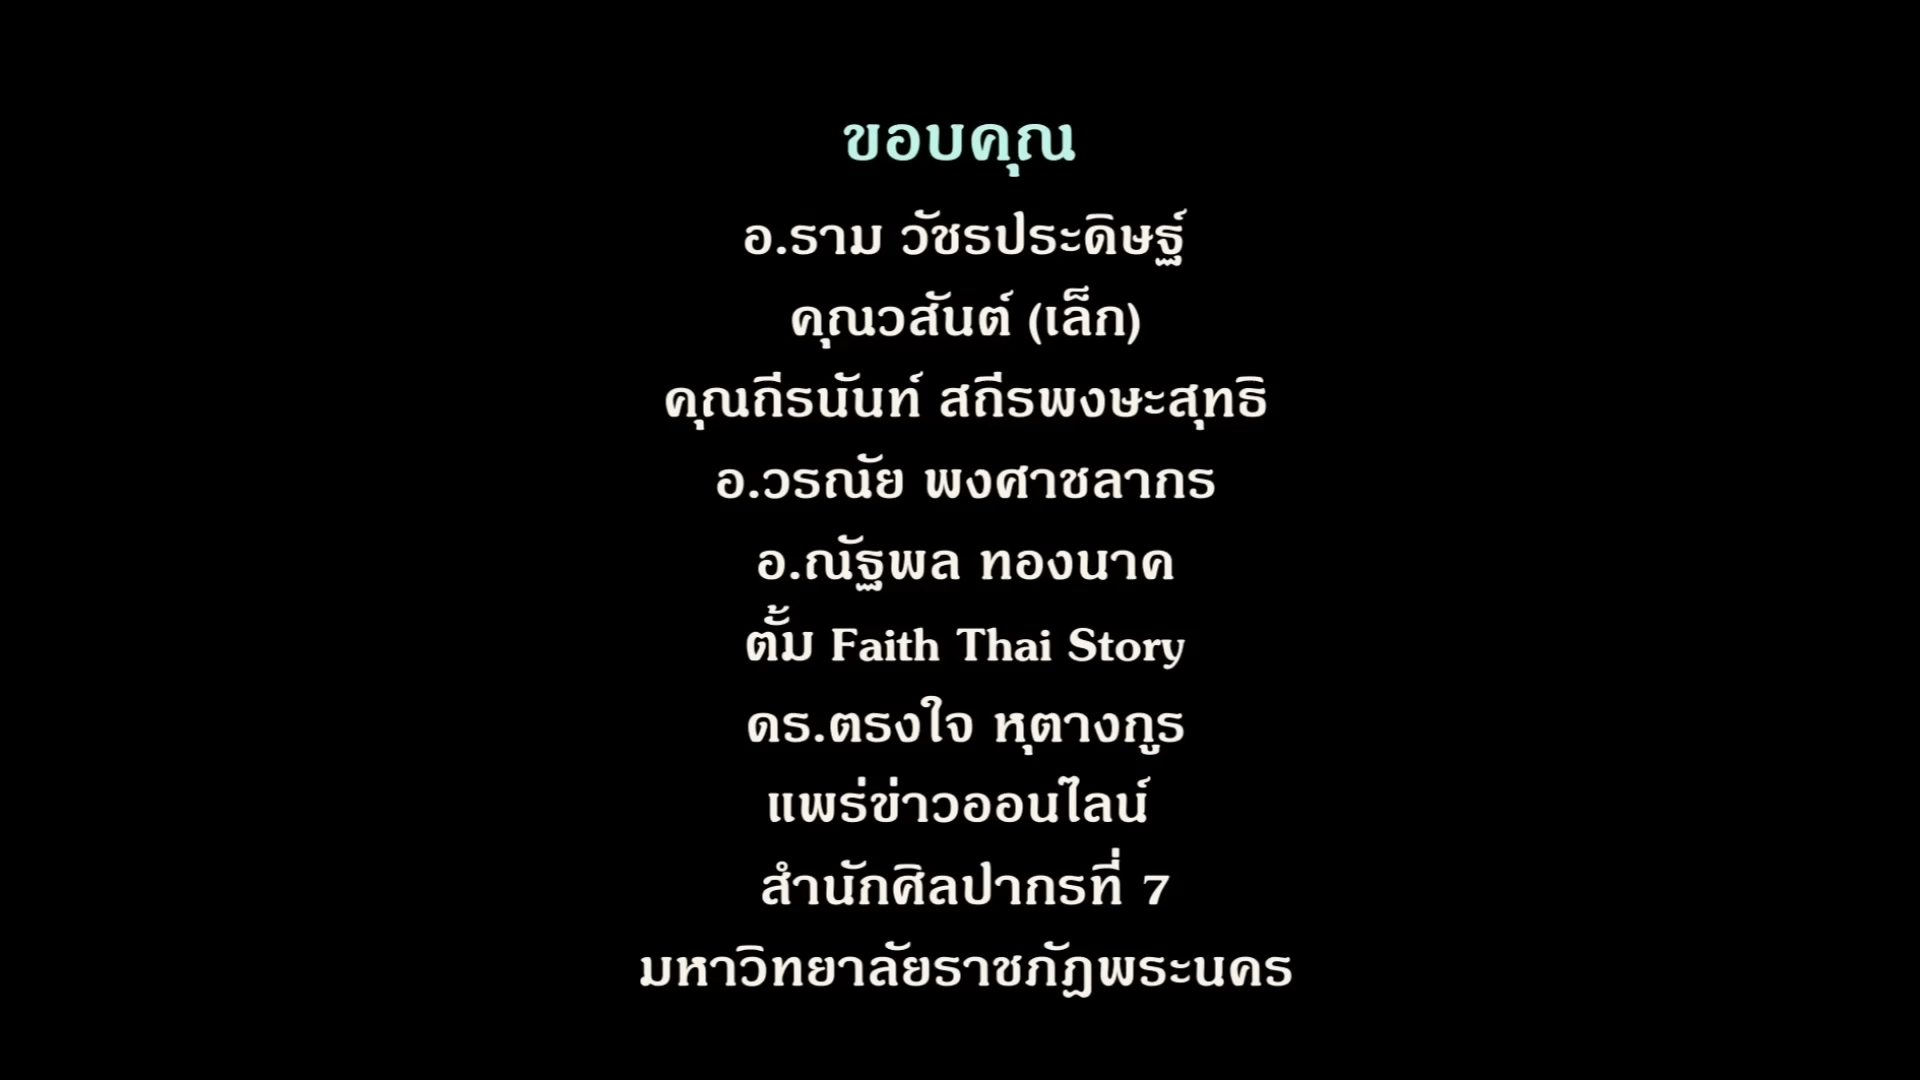 ขอบคุณ
อ.ราม วัชรประดิษฐ์
คุณวสันต์ (เล็ก)
คุณถีรนันท์ สถีรพงษะสุทธิ
อ.วรณัย พงศาชลากร
อ.ณัฐพล ทองนาค
ตั้ม Faith Thai Story
ดร.ตรงใจ หุตางกูร
แพร่ข่าวออนไลน์
สำนักศิลปากรที่ 7
มหาวิทยาลัยราชภัฏพระนคร